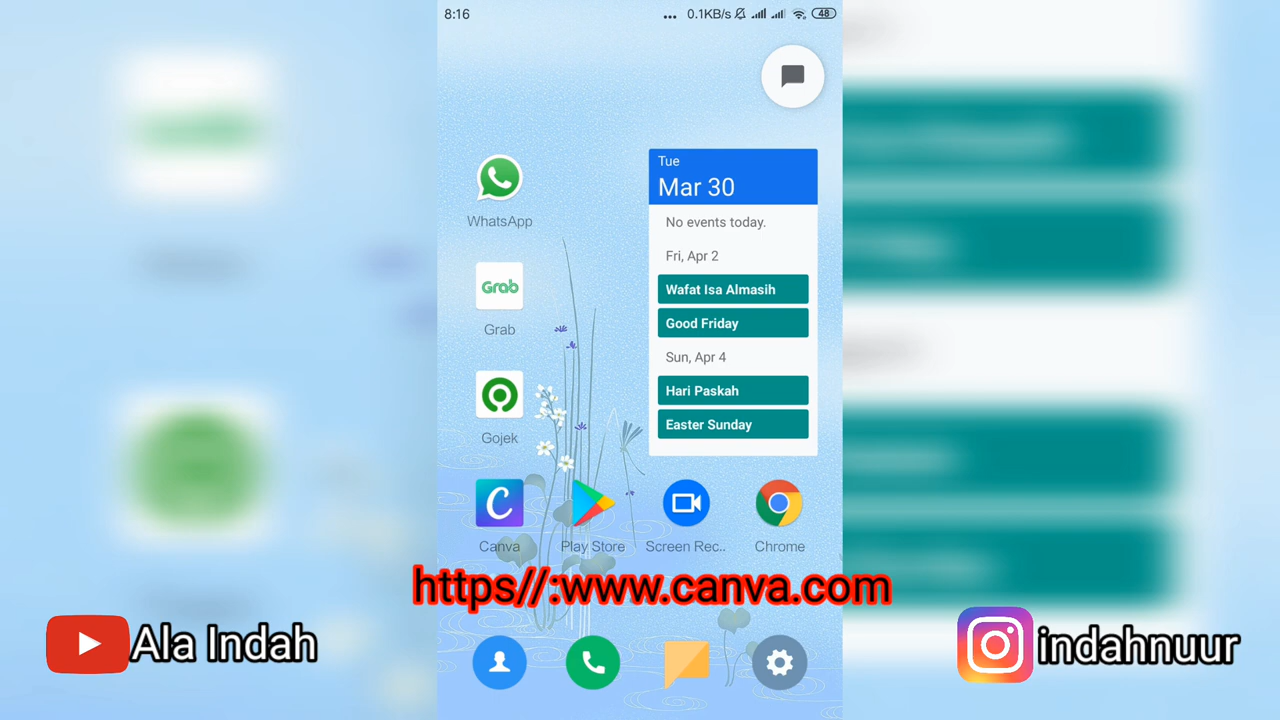 8:16
... 0.1KB/s 48
Tue
Mar 30
WhatsApp
No events today.
Fri, Apr 2
Grab
Wafat Isa Almasih
Grab
Good Friday
Sun, Apr 4
Hari Paskah
Gojek
Easter Sunday
C
Canva
Play Store
Screen Rec..
Chrome
https//:www.canva.com
Ala Indah
indahnuur